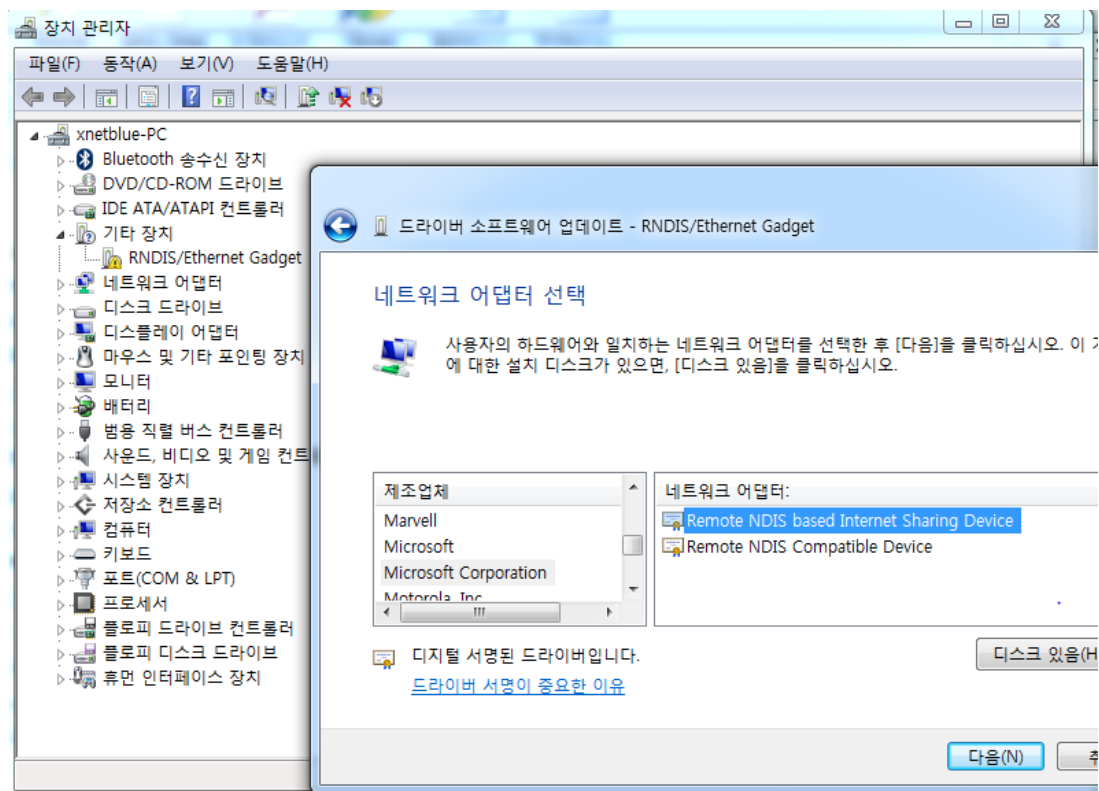 장치 관리자
파일(F) 동작(A) 보기(V) 도움말(H)
xnetblue-PC
Bluetooth 송수신 장치
DVD/CD-ROM 드라이브
IDE ATA/ATAPI 컨트롤러
기타 장치
RNDIS/Ethernet Gadget
네트워크 어댑터
디스크 드라이브
디스플레이 어댑터
마우스 및 기타 포인팅 장치
모니터
배터리
범용 직렬 버스 컨트롤러
사운드, 비디오 및 게임 컨트
시스템 장치
저장소 컨트롤러
컴퓨터
키보드
포트(COM & LPT)
프로세서
플로피 드라이브 컨트롤러
플로피 디스크 드라이브
휴먼 인터페이스 장치
드라이버 소프트웨어 업데이트 - RNDIS/Ethernet Gadget
네트워크 어댑터 선택
사용자의 하드웨어와 일치하는 네트워크 어댑터를 선택한 후 [다음]을 클릭하십시오. 이
에 대한 설치 디스크가 있으면, [디스크 있음]을 클릭하십시오.
제조업체
Marvell
Microsoft
Microsoft Corporation
Motorola, Inc
네트워크 어댑터:
Remote NDIS based Internet Sharing Device
Remote NDIS Compatible Device
디지털 서명된 드라이버입니다.
드라이버 서명이 중요한 이유
디스크 있음(H
다음(N)